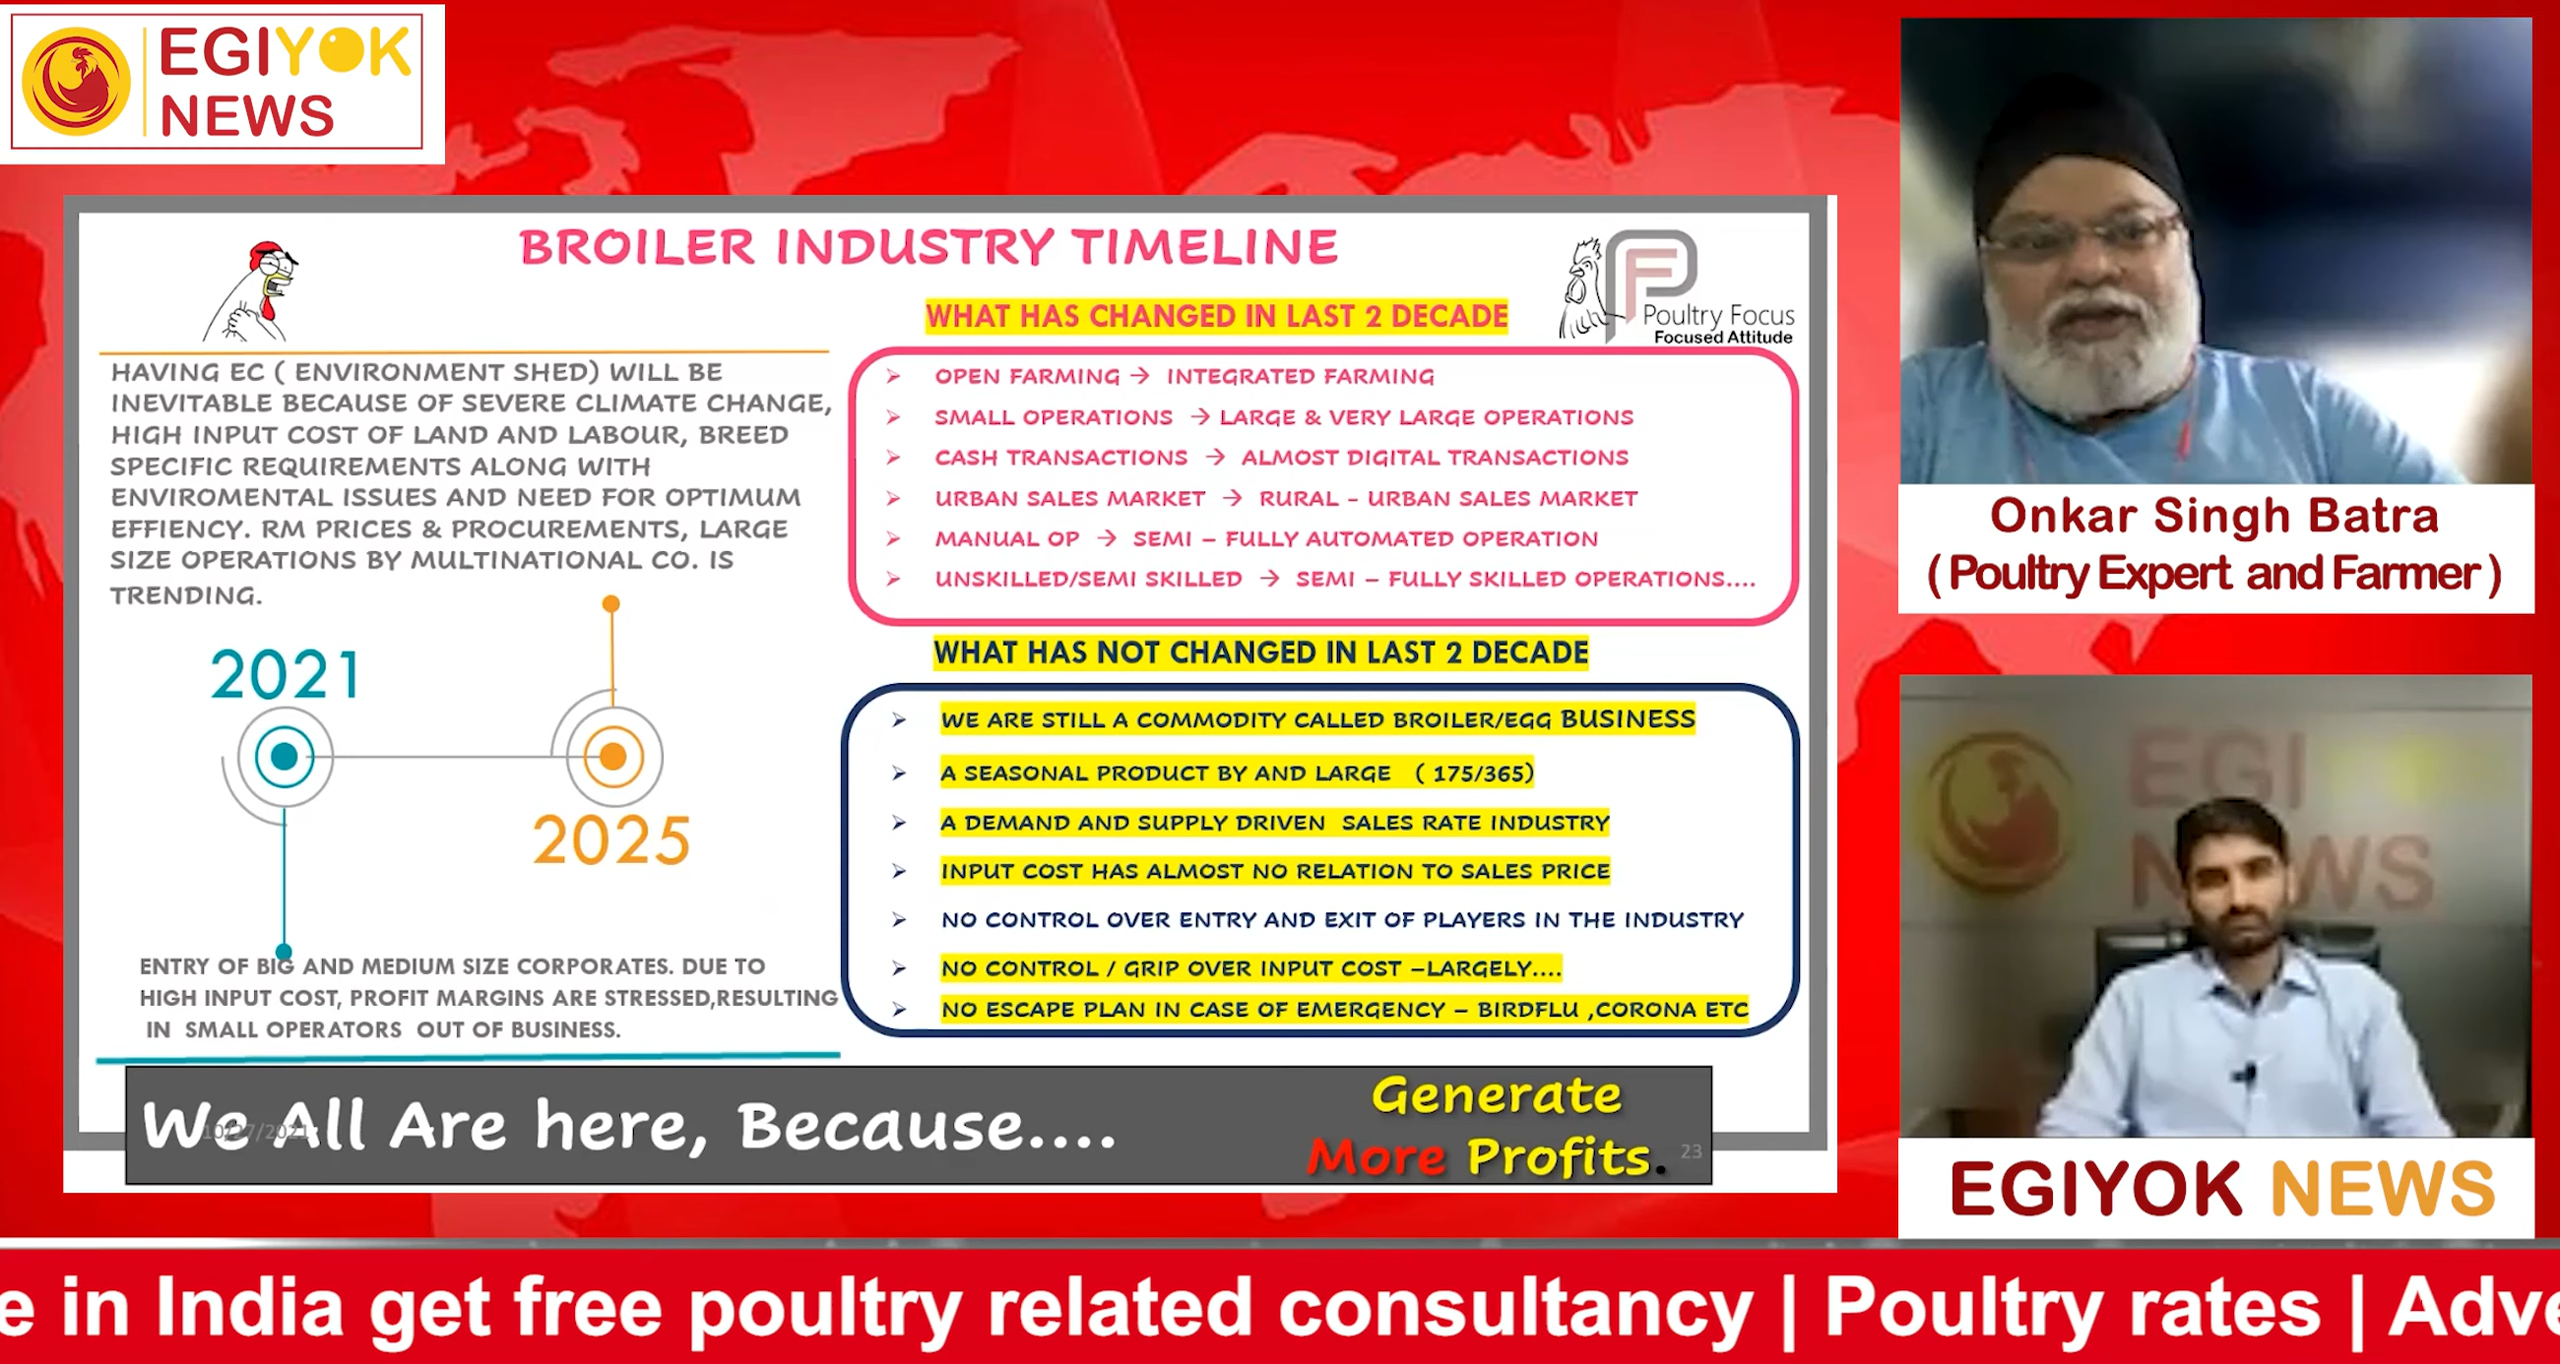 EGIYOK
NEWS
BROILER INDUSTRY TIMELINE
Poultry Focus
Focused Attitude
HAVING EC ( ENVIRONMENT SHED) WILL BE
INEVITABLE BECAUSE OF SEVERE CLIMATE CHANGE,
HIGH INPUT COST OF LAND AND LABOUR, BREED
SPECIFIC REQUIREMENTS ALONG WITH
ENVIROMENTAL ISSUES AND NEED FOR OPTIMUM
EFFIENCY. RM PRICES & PROCUREMENTS, LARGE
SIZE OPERATIONS BY MULTINATIONAL CO. IS
TRENDING.
2021
2025
ENTRY OF BIG AND MEDIUM SIZE CORPORATES. DUE TO
HIGH INPUT COST, PROFIT MARGINS ARE STRESSED,RESULTING
IN SMALL OPERATORS OUT OF BUSINESS.
WHAT HAS CHANGED IN LAST 2 DECADE
➢ OPEN FARMING → INTEGRATED FARMING
➢ SMALL OPERATIONS → LARGE & VERY LARGE OPERATIONS
➢ CASH TRANSACTIONS → ALMOST DIGITAL TRANSACTIONS
➢ URBAN SALES MARKET → RURAL - URBAN SALES MARKET
➢ MANUAL OP → SEMI – FULLY AUTOMATED OPERATION
➢ UNSKILLED/SEMI SKILLED → SEMI – FULLY SKILLED OPERATIONS....
WHAT HAS NOT CHANGED IN LAST 2 DECADE
➢ WE ARE STILL A COMMODITY CALLED BROILER/EGG BUSINESS
➢ A SEASONAL PRODUCT BY AND LARGE ( 175/365)
➢ A DEMAND AND SUPPLY DRIVEN SALES RATE INDUSTRY
➢ INPUT COST HAS ALMOST NO RELATION TO SALES PRICE
➢ NO CONTROL OVER ENTRY AND EXIT OF PLAYERS IN THE INDUSTRY
➢ NO CONTROL / GRIP OVER INPUT COST –LARGELY....
➢ NO ESCAPE PLAN IN CASE OF EMERGENCY – BIRDFLU ,CORONA ETC
We All Are here, Because....
10/27/2021
Generate
More Profits.
23
Onkar Singh Batra
( Poultry Expert and Farmer )
EGI
NEWS
EGIYOK NEWS
e in India get free poultry related consultancy | Poultry rates | Adve